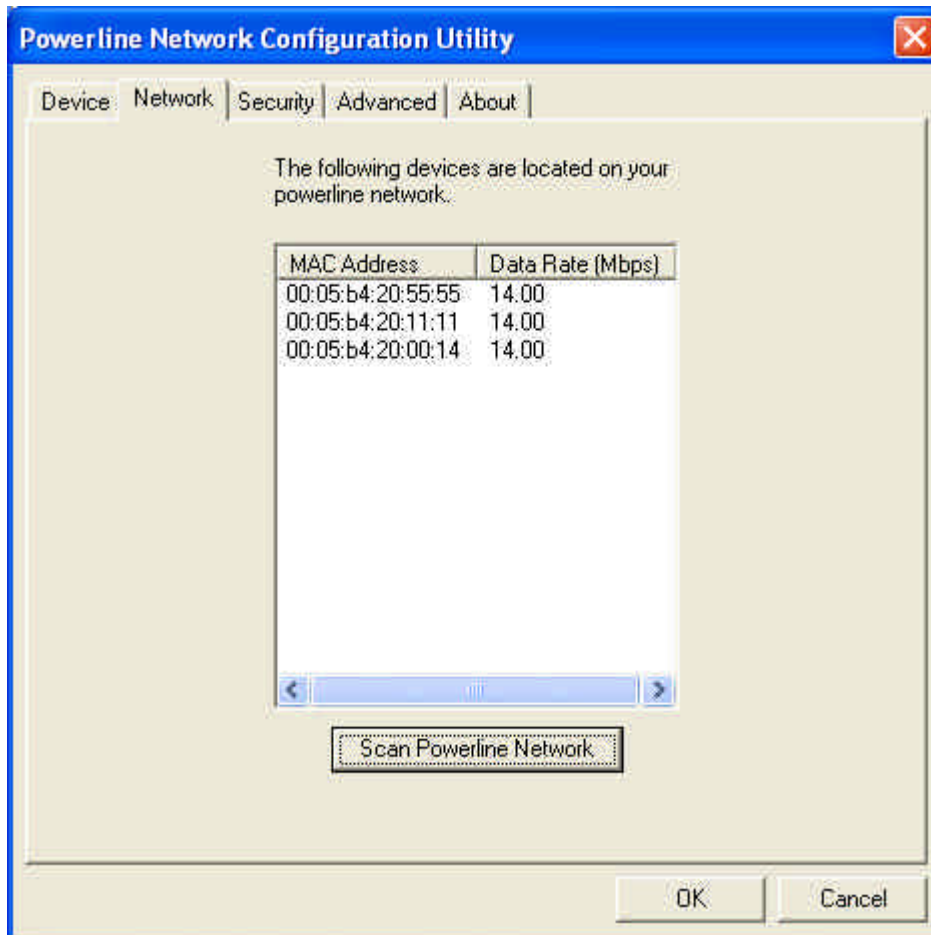 Powerline Network Configuration Utility
Device Network Security Advanced About
The following devices are located on your
powerline network.
MAC Address Data Rate (Mbps)
00:05:b4:20:55:55 14.00
00:05:b4:20:11:11 14.00
00:05:b4:20:00:14 14.00
Scan Powerline Network
OK Cancel